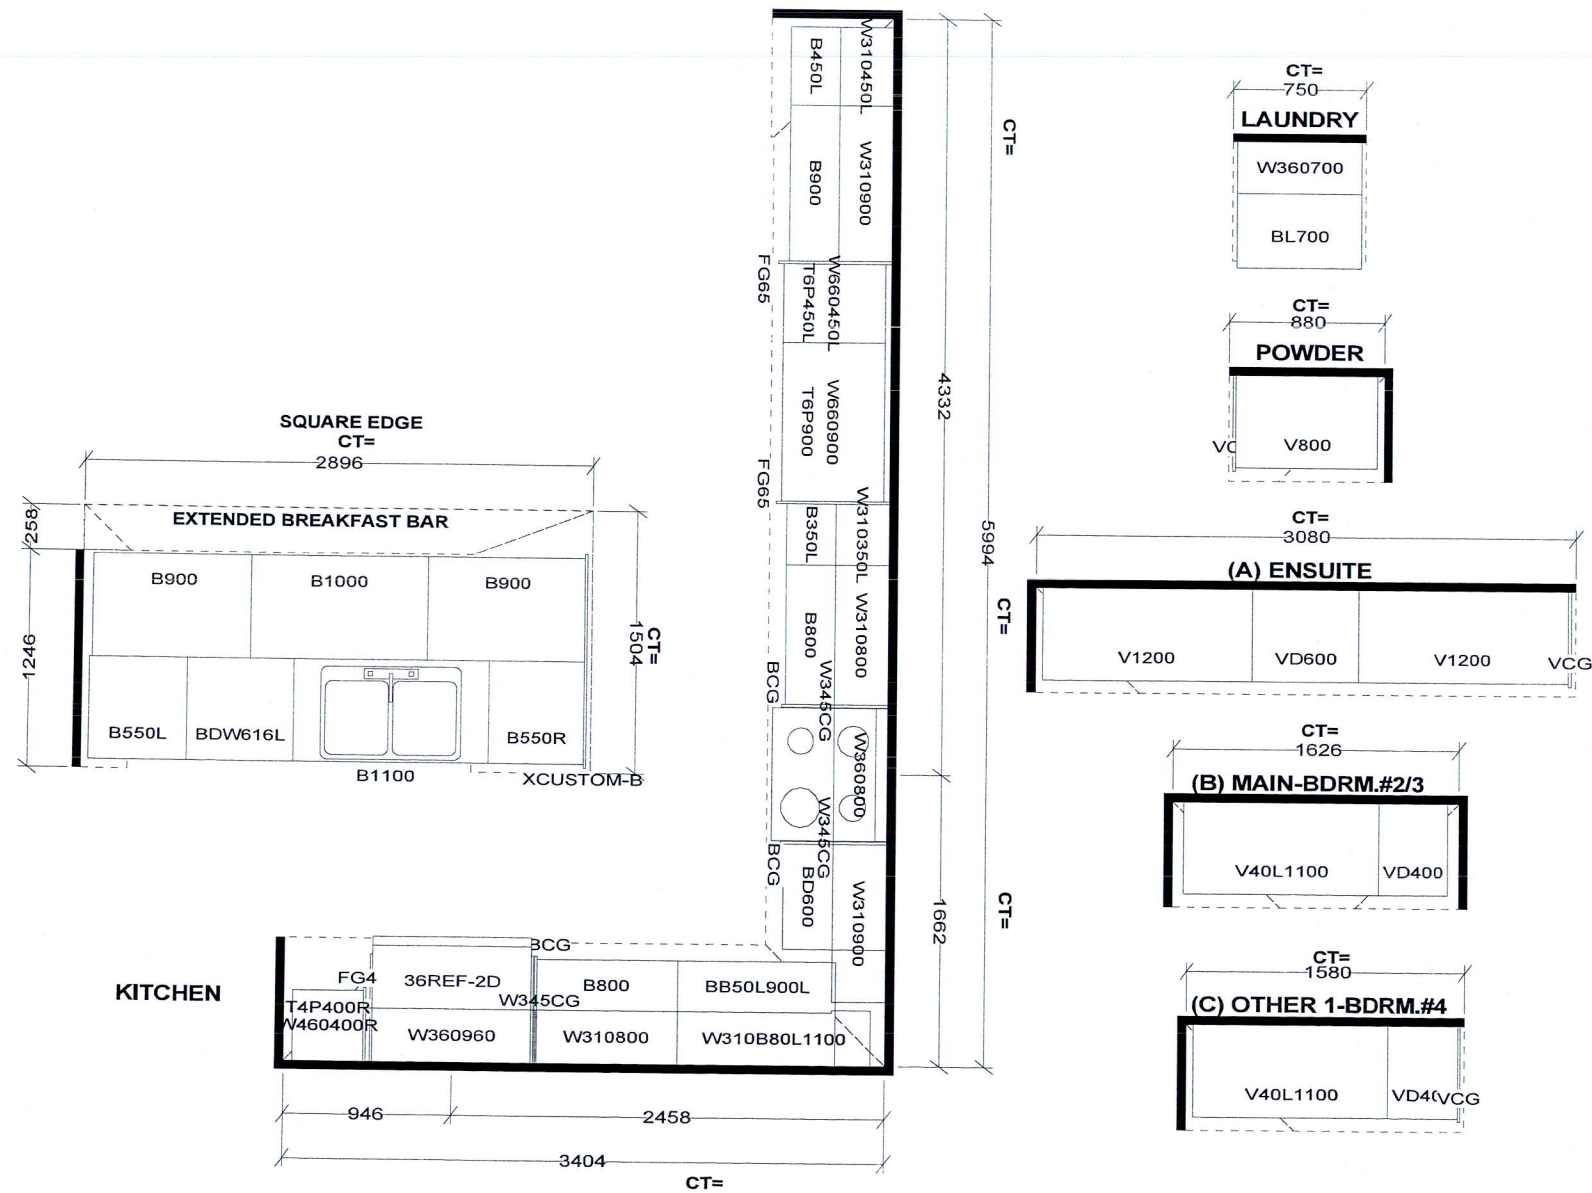 SQUARE EDGE
CT=
2896
258
EXTENDED BREAKFAST BAR
B900
B1000
B900
1246
CT=
1504
B550L
BDW616L
B550R
B1100
XCUSTOM-B
KITCHEN
W310450L
B450L
CT=
B900
W310900
FG65
T6P450L
W660450L
4332
T6P900
W660900
FG65
B350L
W310350L
5994
B800
W310800
CT=
BCG
W345CG
W360800
W345CG
BCG
BD600
W310900
1662
CT=
BCG
FG4
36REF-2D
B800
BB50L900L
T4P400R
W460400R
W345CG
W360960
W310800
W310B80L1100
946
2458
3404
CT=
CT=
750
LAUNDRY
W360700
BL700
CT=
880
POWDER
VC
V800
CT=
3080
(A) ENSUITE
V1200
VD600
V1200
VCG
CT=
1626
(B) MAIN-BDRM.#2/3
V40L1100
VD400
CT=
1580
(C) OTHER 1-BDRM.#4
V40L1100
VD40
VCG